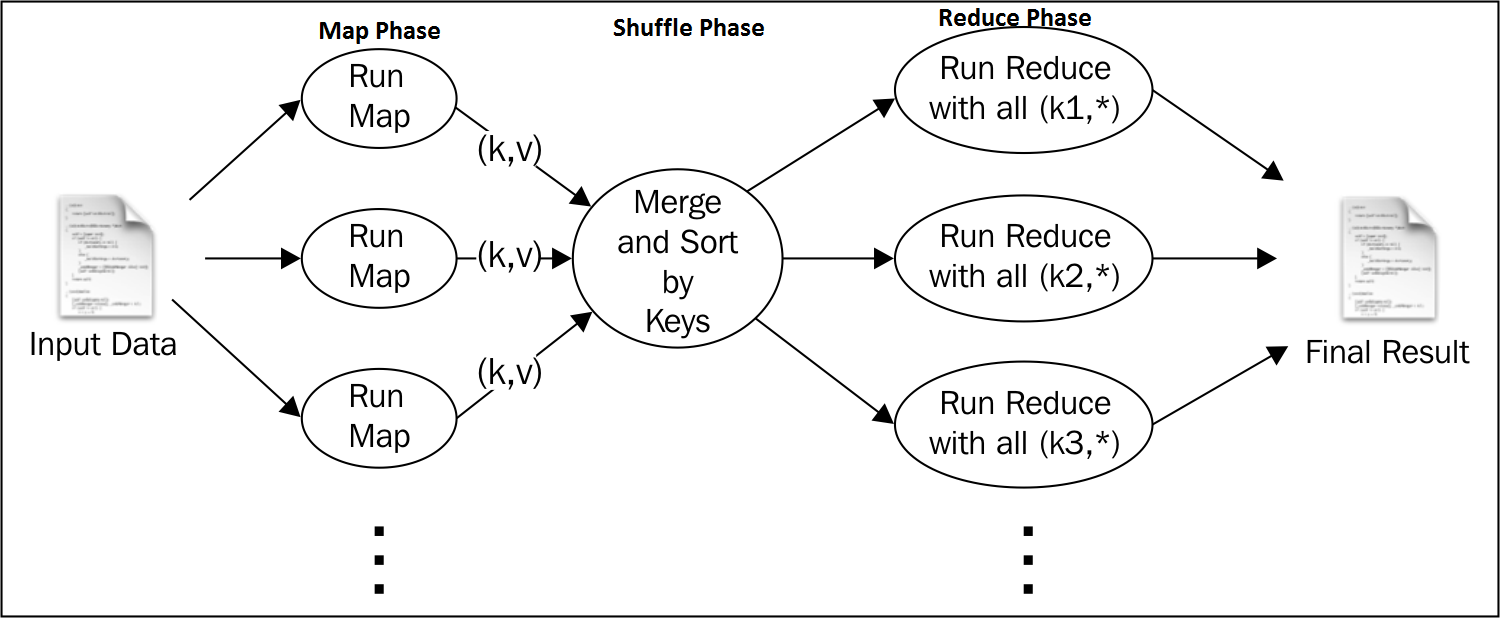 Map Phase
Shuffle Phase
Reduce Phase
Run
Map
(k,v)
Run
Map
(k,v)
Run
Map
(k,v)
Merge
and Sort
by
Keys
Run Reduce
with all (k1,*)
Run Reduce
with all (k2,*)
Run Reduce
with all (k3,*)
Input Data
Final Result